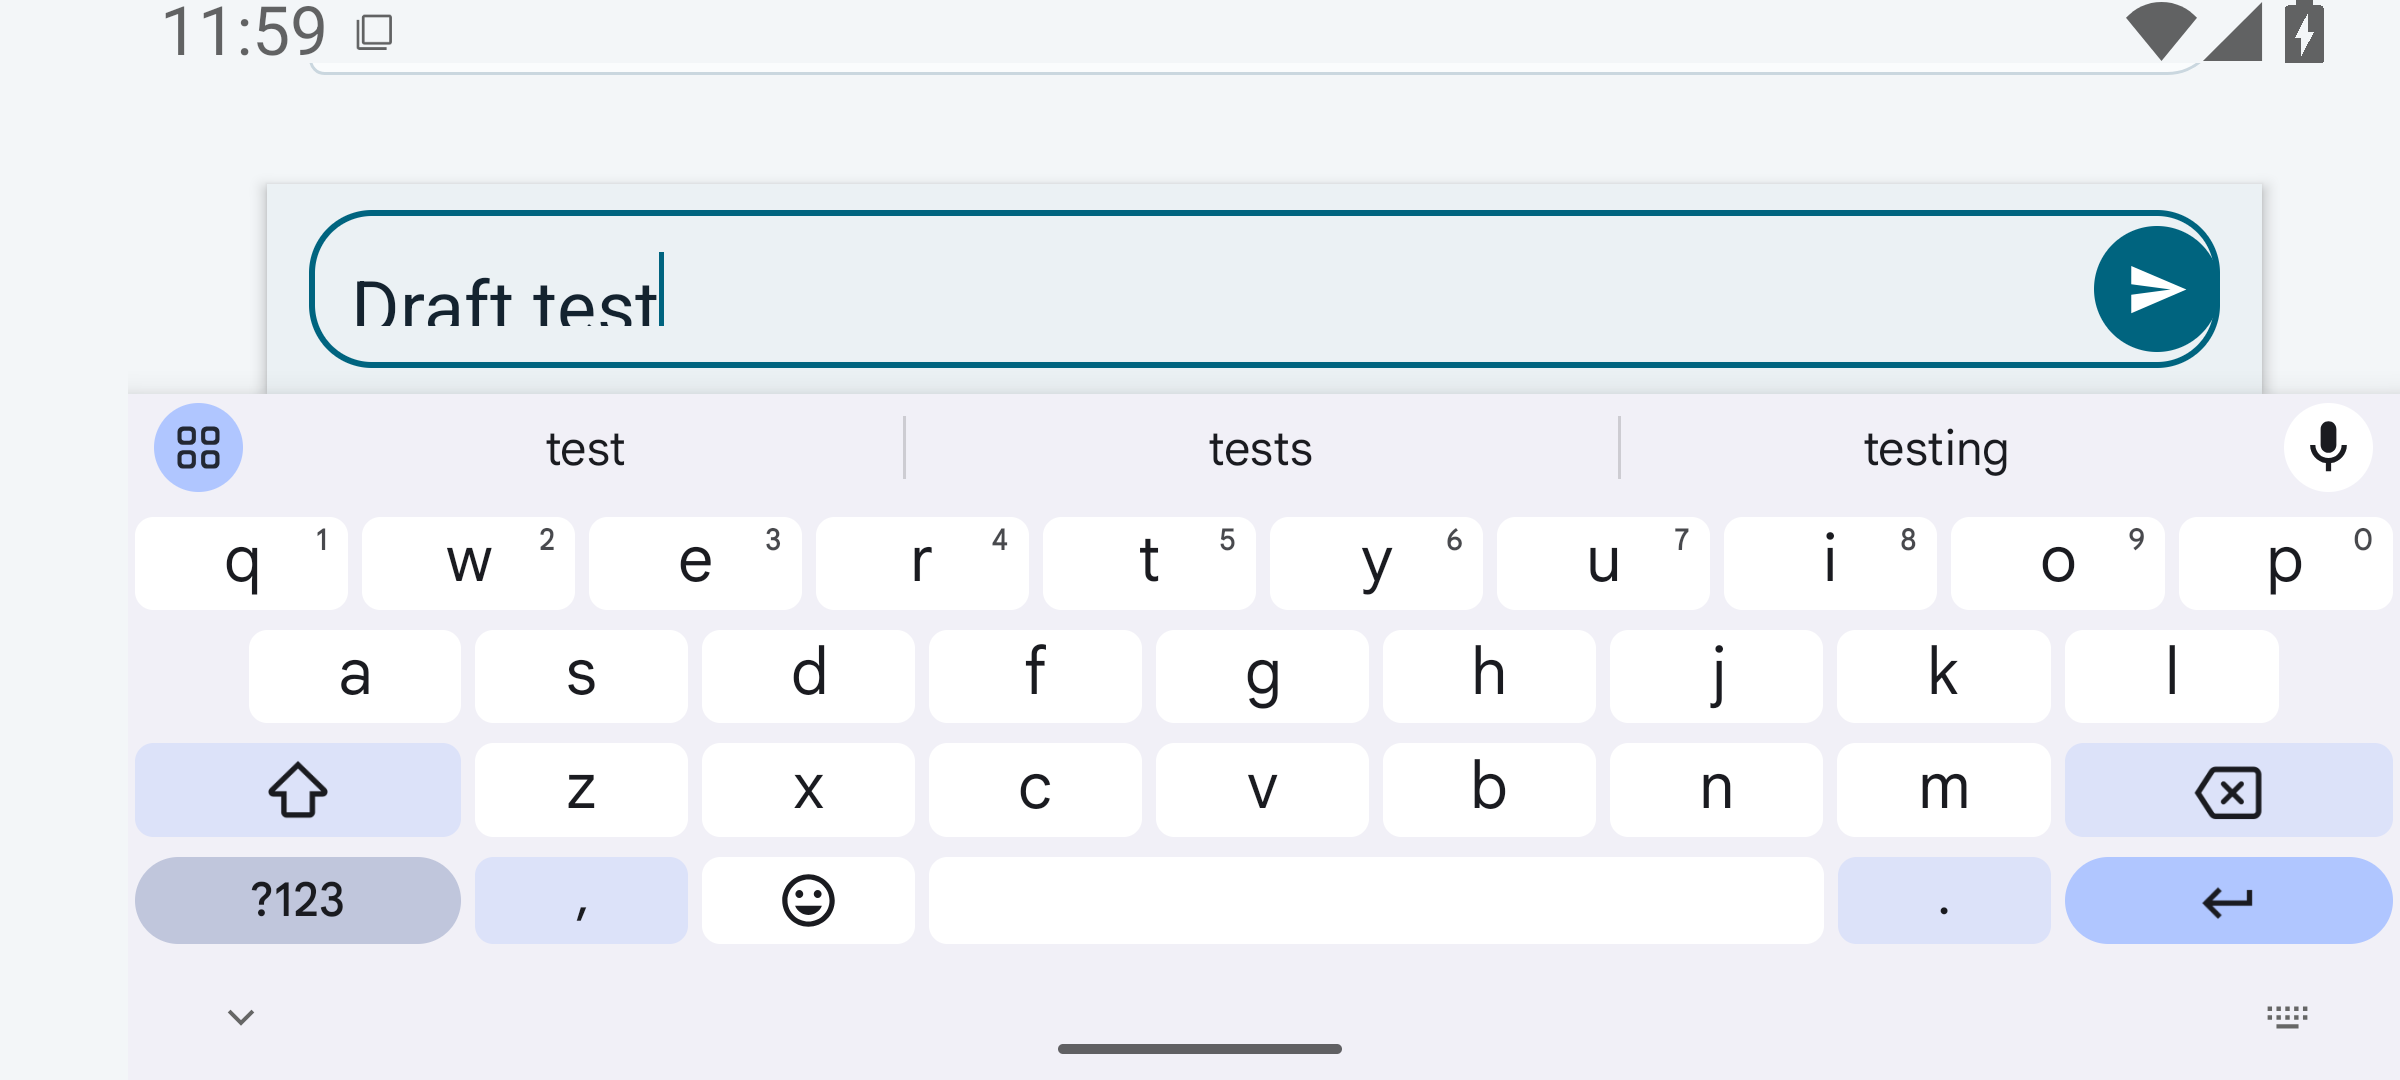 11:59
Draft test
test tests testing
q 1 w 2 e 3 r 4 t 5 y 6 u 7 i 8 o 9 p 0
a s d f g h j k l
z x c v b n m
?123 , .